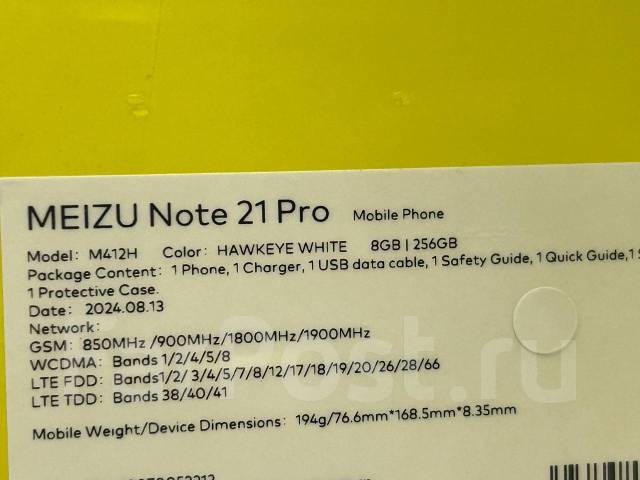 MEIZU Note 21 Pro Mobile Phone
Model: M412H Color: HAWKEYE WHITE 8GB | 256GB
Package Content: 1 Phone, 1 Charger, 1 USB data cable, 1 Safety Guide, 1 Quick Guide,
1 Protective Case.
Date: 2024.08.13
Network:
GSM: 850MHz /900MHz/1800MHz/1900MHz
WCDMA: Bands 1/2/4/5/8
LTE FDD: Bands1/2/ 3/4/5/7/8/12/17/18/19/20/26/28/66
LTE TDD: Bands 38/40/41
Mobile Weight/Device Dimensions: 194g/76.6mm*168.5mm*8.35mm